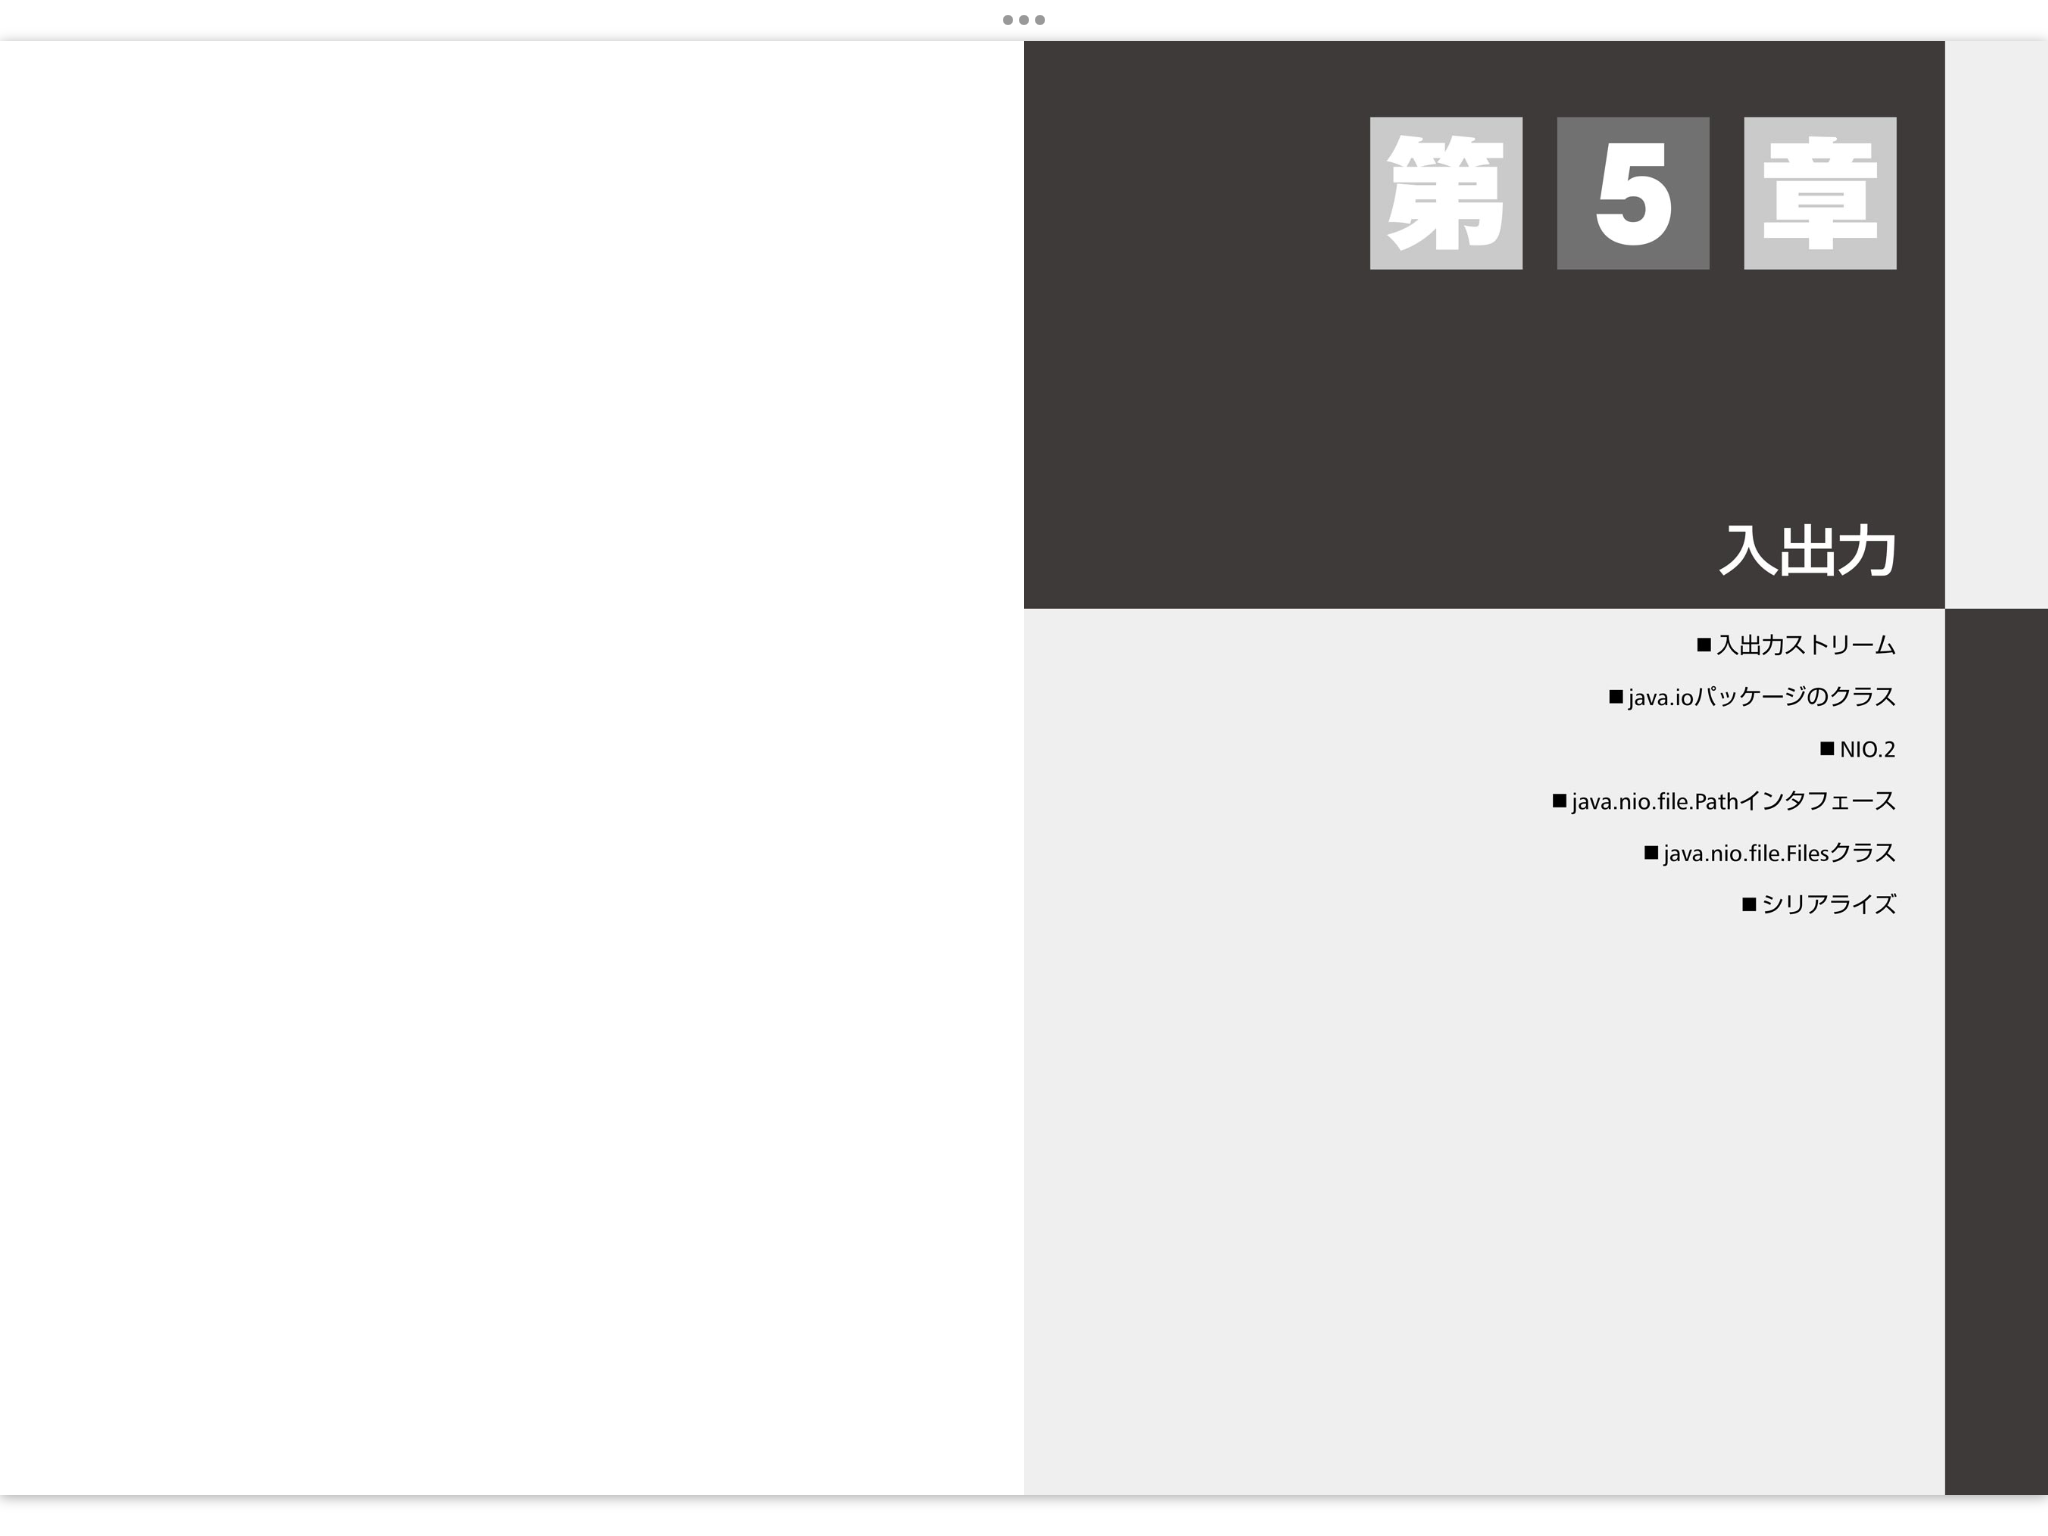 第5章
入出力
■入出力ストリーム
■java.ioパッケージのクラス
■NIO.2
■java.nio.file.Pathインタフェース
■java.nio.file.Filesクラス
■シリアライズ